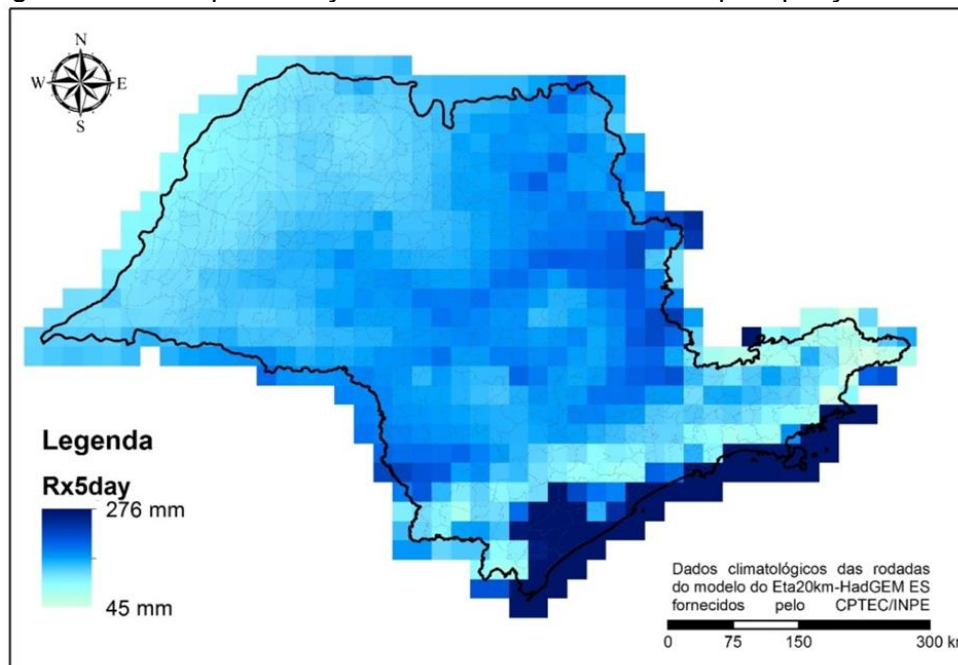 N
W E
S
Legenda
Rx5day
276 mm
45 mm
Dados climatológicos das rodadas
do modelo do Eta20km-HadGEM ES
fornecidos pelo CPTEC/INPE
0 75 150 300 km